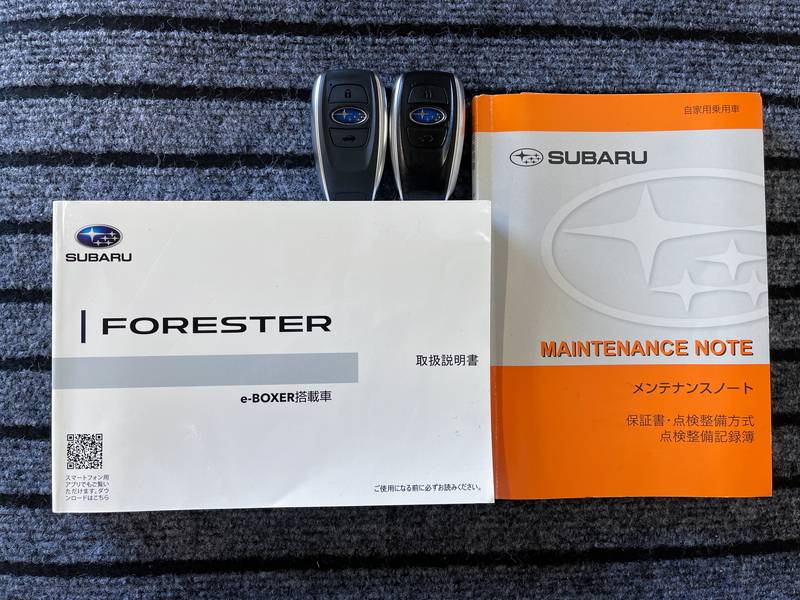 SUBARU
FORESTER
取扱説明書
e-BOXER搭載車
スマートフォン用
アプリでもご覧い
ただけます。ダウ
ンロードはこちら
ご使用になる前に必ずお読みください。
自家用乗用車
SUBARU
MAINTENANCE NOTE
メンテナンスノート
保証書・点検整備方式
点検整備記録簿